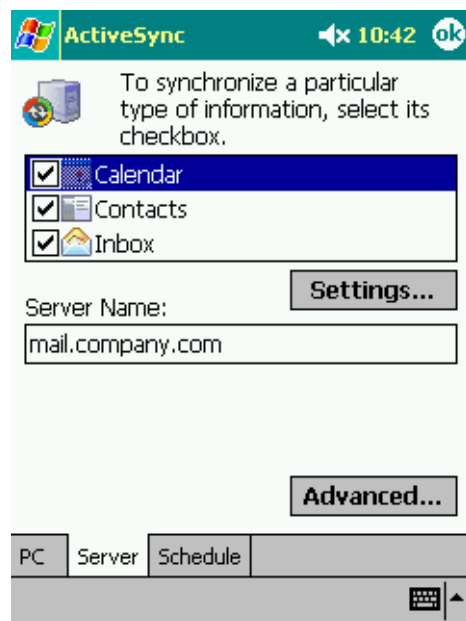 ActiveSync 10:42 ok
To synchronize a particular
type of information, select its
checkbox.
Calendar
Contacts
Inbox
Settings...
Server Name:
mail.company.com
Advanced...
PC Server Schedule